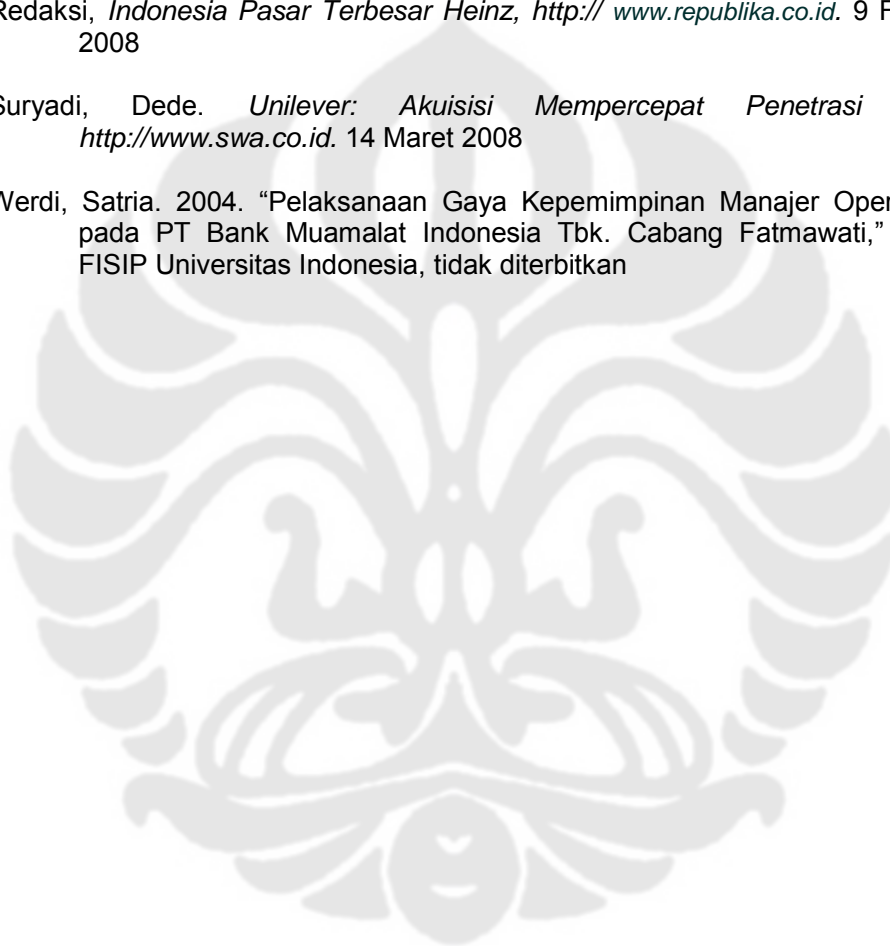 Redaksi, Indonesia Pasar Terbesar Heinz, http:// www.republika.co.id. 9 F
2008
Suryadi, Dede. Unilever: Akuisisi Mempercepat Penetrasi
http://www.swa.co.id. 14 Maret 2008
Werdi, Satria. 2004. “Pelaksanaan Gaya Kepemimpinan Manajer Oper
pada PT Bank Muamalat Indonesia Tbk. Cabang Fatmawati,”
FISIP Universitas Indonesia, tidak diterbitkan